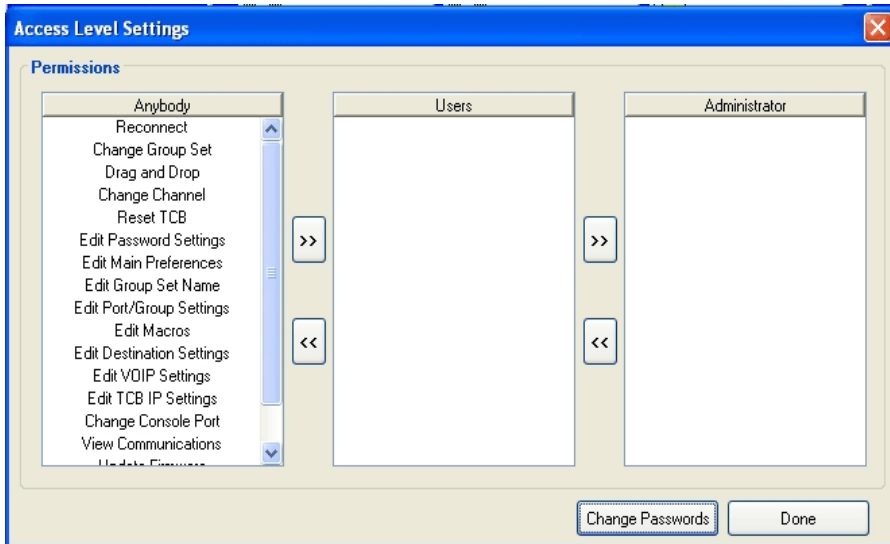 Access Level Settings
Permissions
Anybody
Reconnect
Change Group Set
Drag and Drop
Change Channel
Reset TCB
Edit Password Settings
Edit Main Preferences
Edit Group Set Name
Edit Port/Group Settings
Edit Macros
Edit Destination Settings
Edit VOIP Settings
Edit TCB IP Settings
Change Console Port
View Communications
Update Firmware
>>
<<
Users
>>
<<
Administrator
Change Passwords
Done